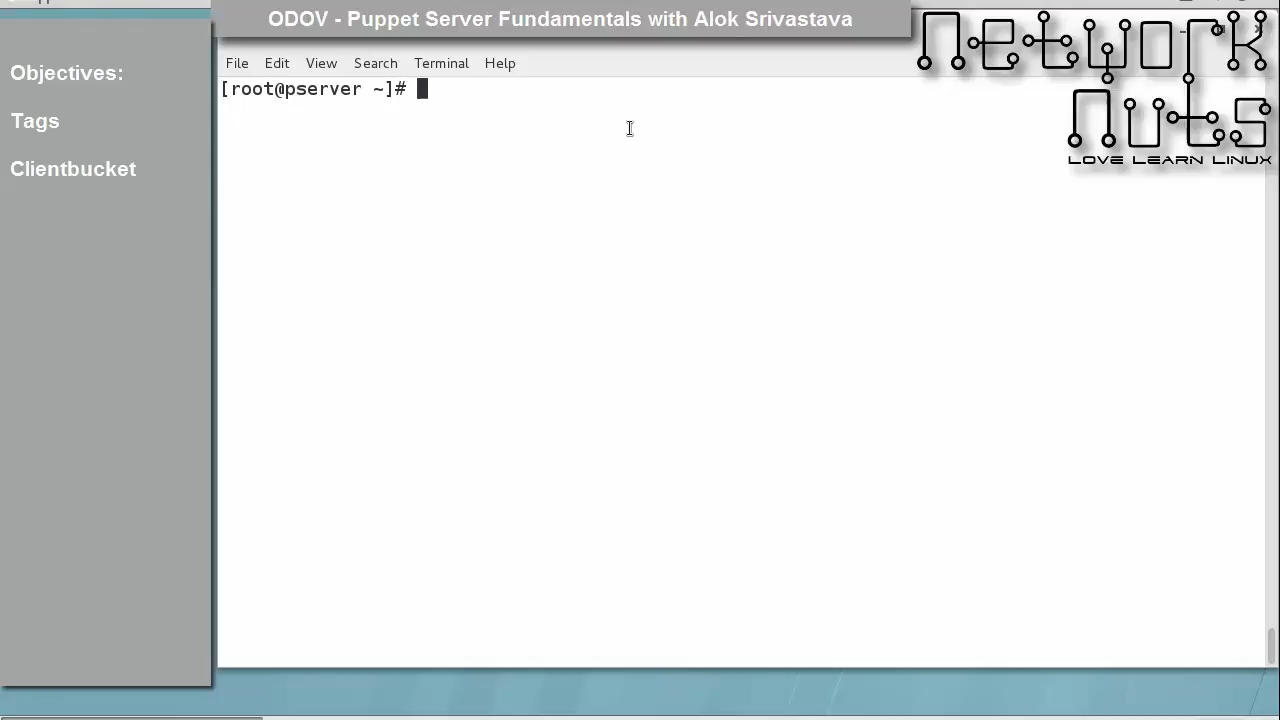 ODOV - Puppet Server Fundamentals with Alok Srivastava
Network
Nuts
LOVE LEARN LINUX
Objectives:
Tags
Clientbucket
File Edit View Search Terminal Help
[root@pserver ~]#